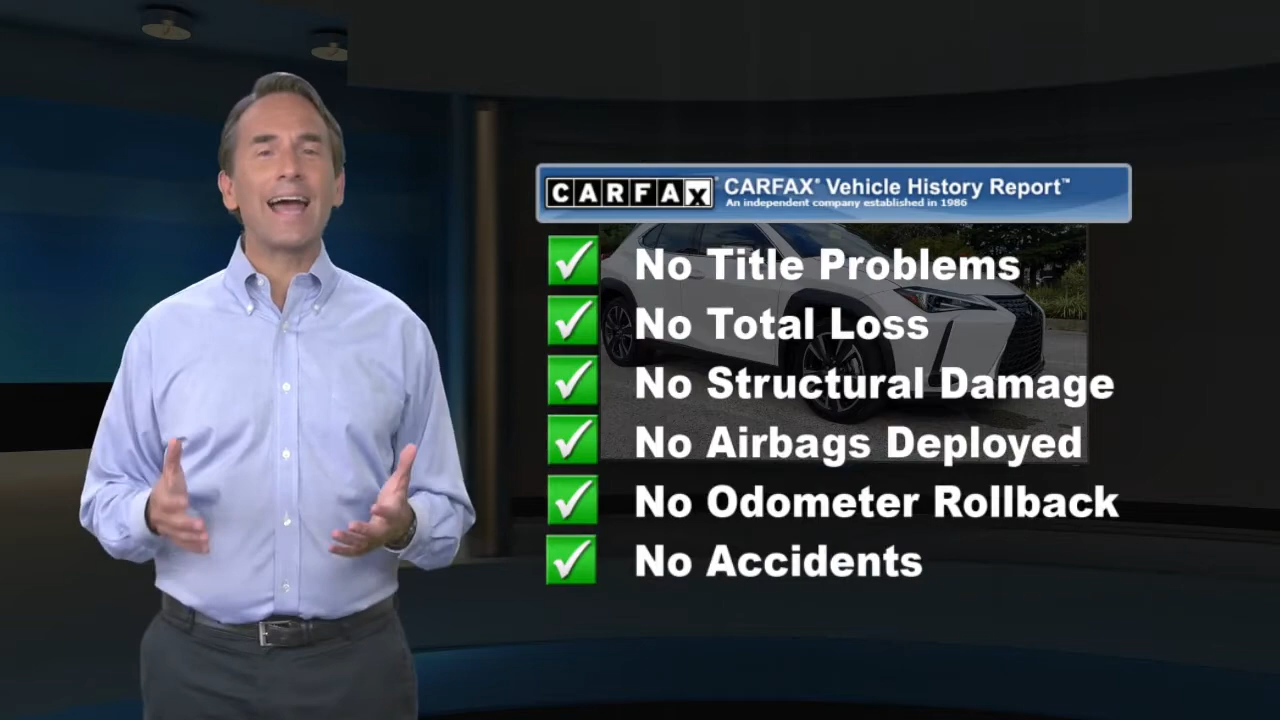 CARFAX® CARFAX® Vehicle History Report™
An independent company established in 1986
No Title Problems
No Total Loss
No Structural Damage
No Airbags Deployed
No Odometer Rollback
No Accidents